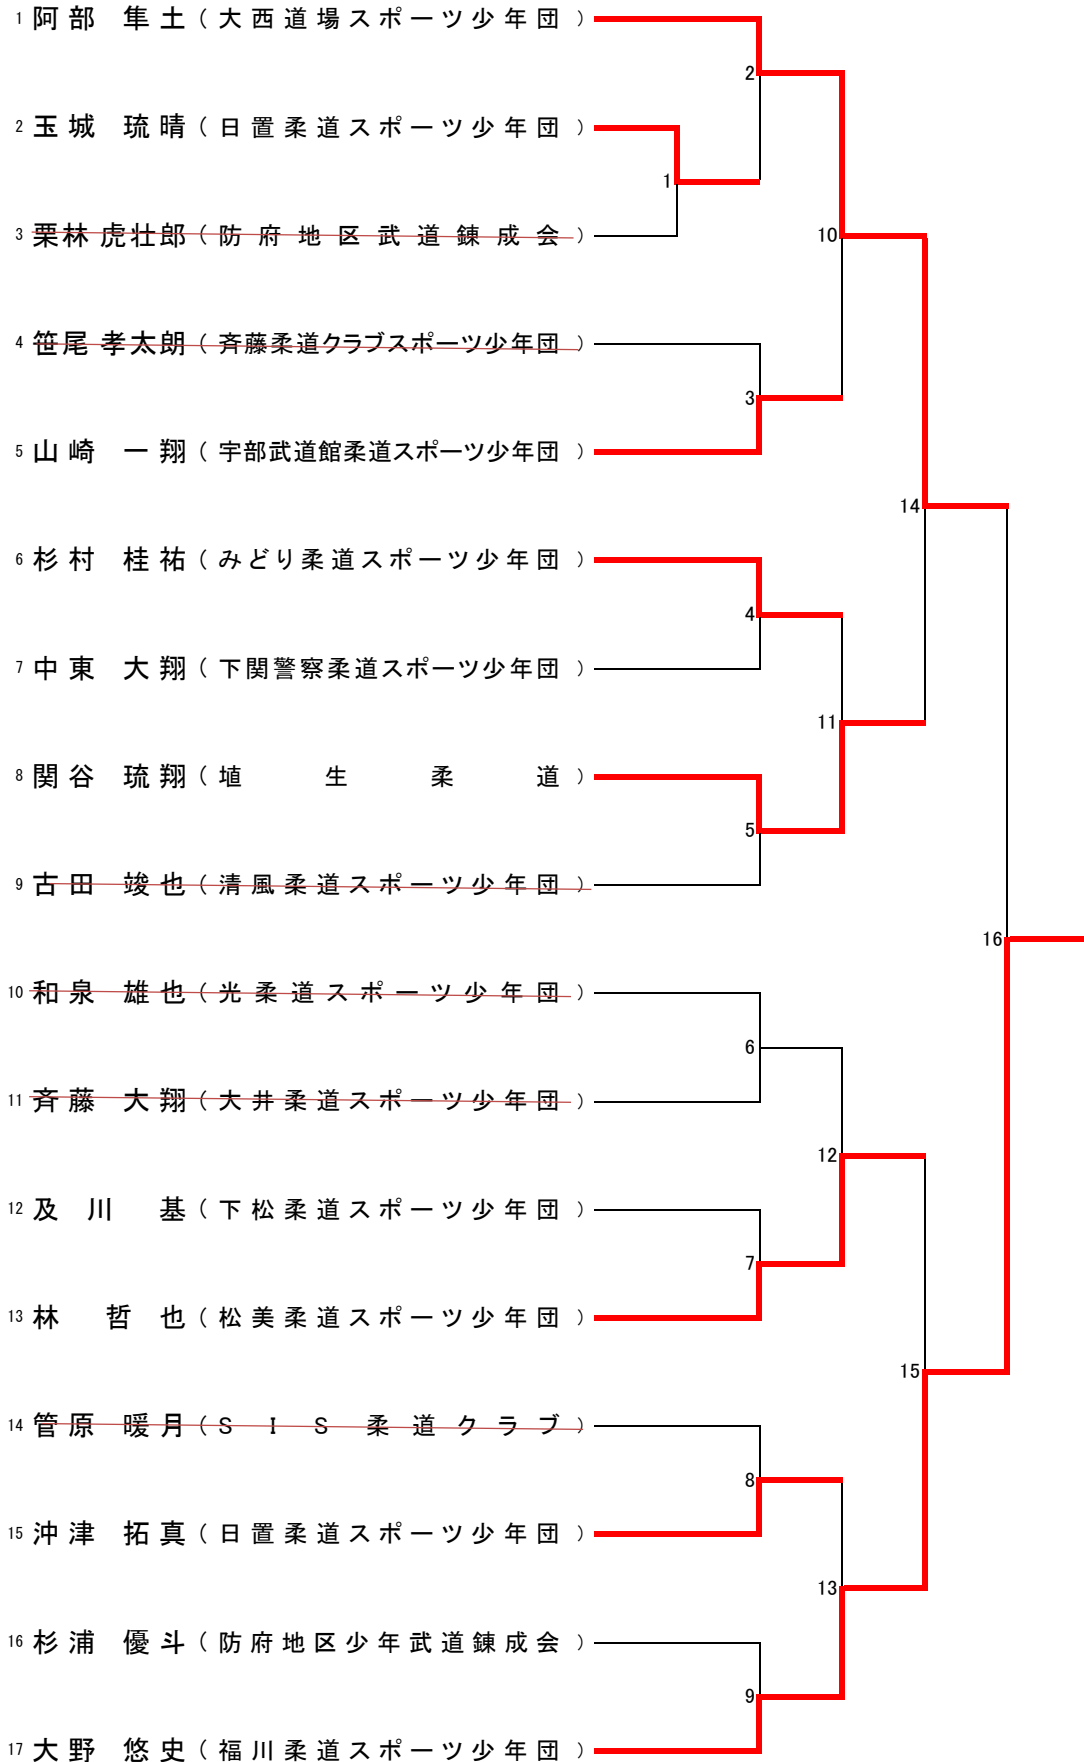 1 阿部 隼土（大西道場スポーツ少年団）
2
2 玉城 琉晴（日置柔道スポーツ少年団）
1
3 栗林 虎壮郎（防府地区武道錬成会）
10
4 笹尾 孝太朗（斉藤柔道クラブスポーツ少年団）
3
5 山崎 一翔（宇部武道館柔道スポーツ少年団）
14
6 杉村 桂祐（みどり柔道スポーツ少年団）
4
7 中東 大翔（下関警察柔道スポーツ少年団）
11
8 関谷 琉翔（埴生柔道）
5
9 古田 竣也（清風柔道スポーツ少年団）
16
10 和泉 雄也（光柔道スポーツ少年団）
6
11 斉藤 大翔（大井柔道スポーツ少年団）
12
12 及川 基（下松柔道スポーツ少年団）
7
13 林 哲也（松美柔道スポーツ少年団）
15
14 管原 暖月（SIS柔道クラブ）
8
15 沖津 拓真（日置柔道スポーツ少年団）
13
16 杉浦 優斗（防府地区少年武道錬成会）
9
17 大野 悠史（福川柔道スポーツ少年団）